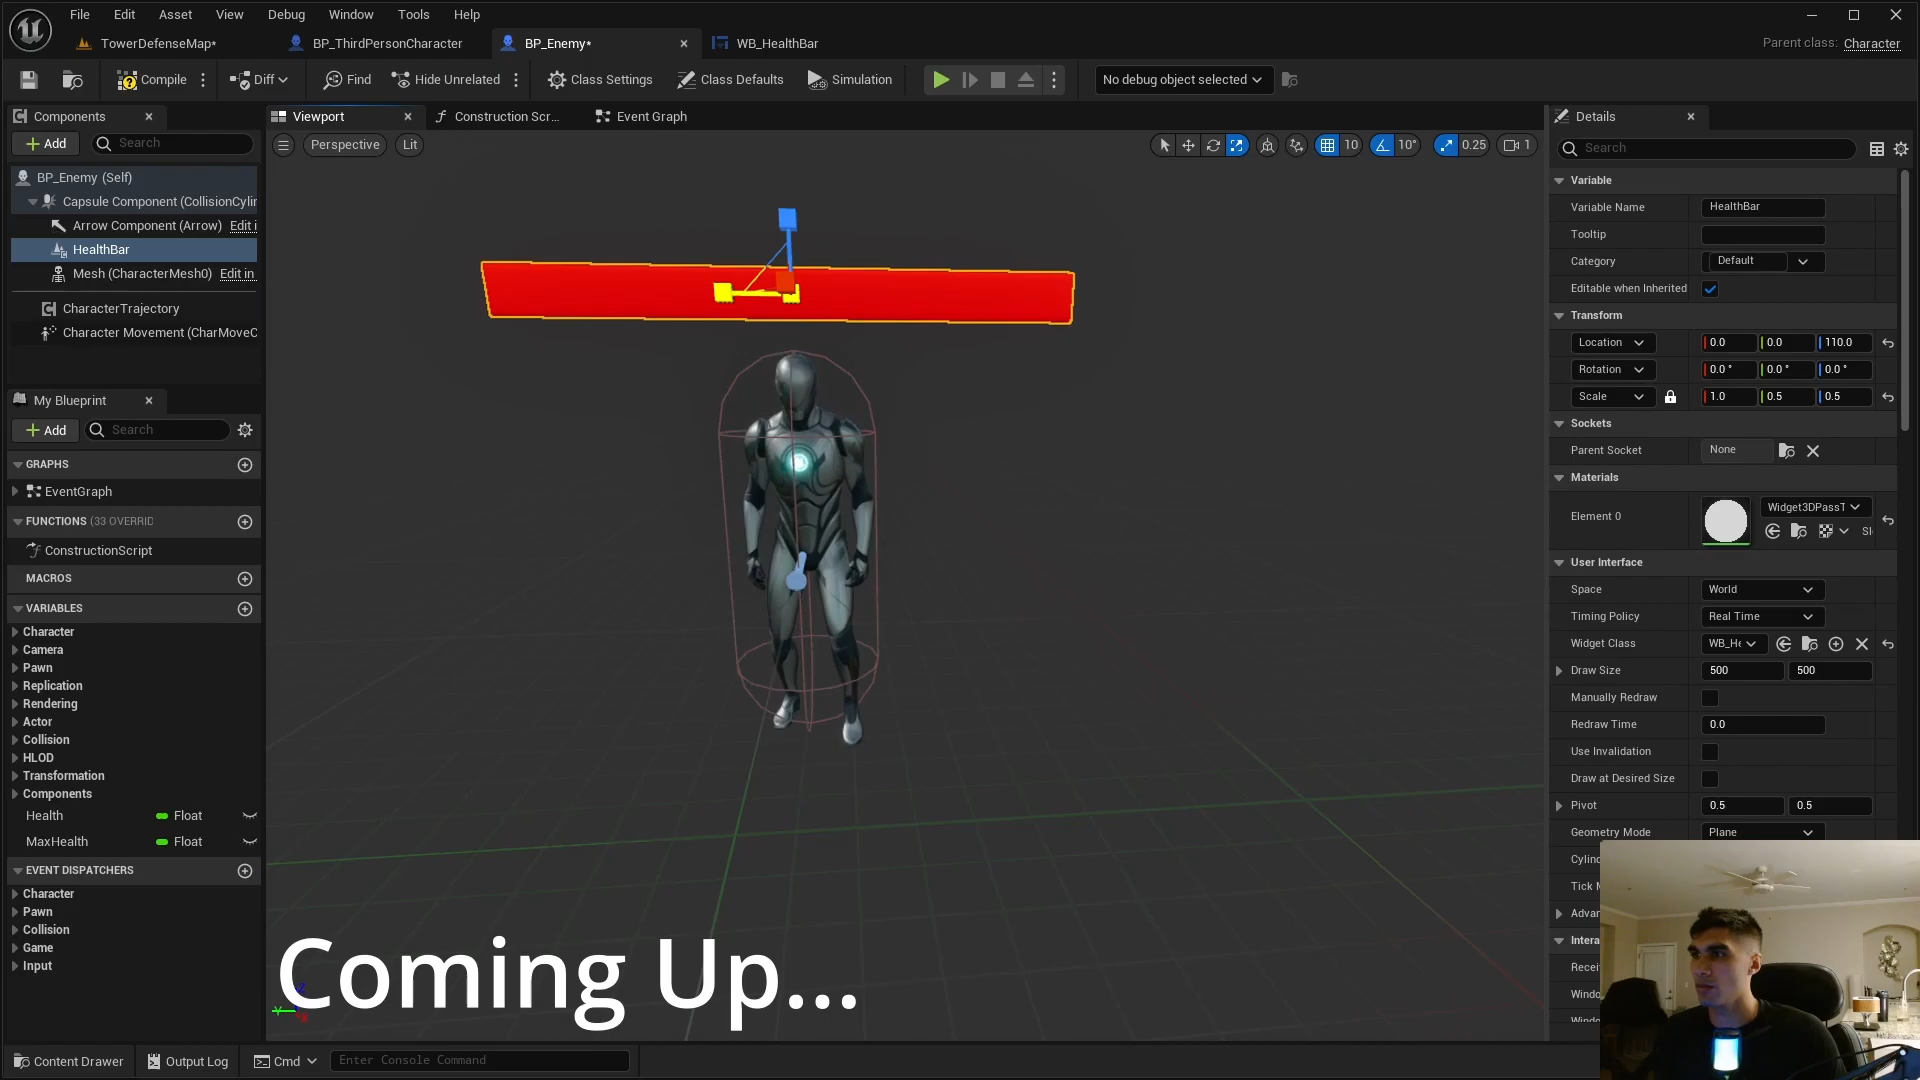 File Edit Asset View Debug Window Tools Help
TowerDefenseMap* BP_ThirdPersonCharacter BP_Enemy* WB_HealthBar Parent class: Character
Compile Diff Find Hide Unrelated Class Settings Class Defaults Simulation No debug object selected
Components
Add Search
BP_Enemy (Self)
Capsule Component (CollisionCylin
Arrow Component (Arrow) Edit i
HealthBar
Mesh (CharacterMesh0) Edit in
CharacterTrajectory
Character Movement (CharMoveC
My Blueprint
Add Search
GRAPHS
EventGraph
FUNCTIONS (33 OVERRID
ConstructionScript
MACROS
VARIABLES
Character
Camera
Pawn
Replication
Rendering
Actor
Collision
HLOD
Transformation
Components
Health Float
MaxHealth Float
EVENT DISPATCHERS
Character
Pawn
Collision
Game
Input
Viewport Construction Scr... Event Graph
Perspective Lit 10 10° 0.25 1
Coming Up...
Details
Search
Variable
Variable Name HealthBar
Tooltip
Category Default
Editable when Inherited
Transform
Location 0.0 0.0 110.0
Rotation 0.0 ° 0.0 ° 0.0 °
Scale 1.0 0.5 0.5
Sockets
Parent Socket None
Materials
Element 0 Widget3DPassT
User Interface
Space World
Timing Policy Real Time
Widget Class WB_He
Draw Size 500 500
Manually Redraw
Redraw Time 0.0
Use Invalidation
Draw at Desired Size
Pivot 0.5 0.5
Geometry Mode Plane
Cylin
Tick M
Advan
Intera
Recei
Windo
Content Drawer Output Log Cmd Enter Console Command